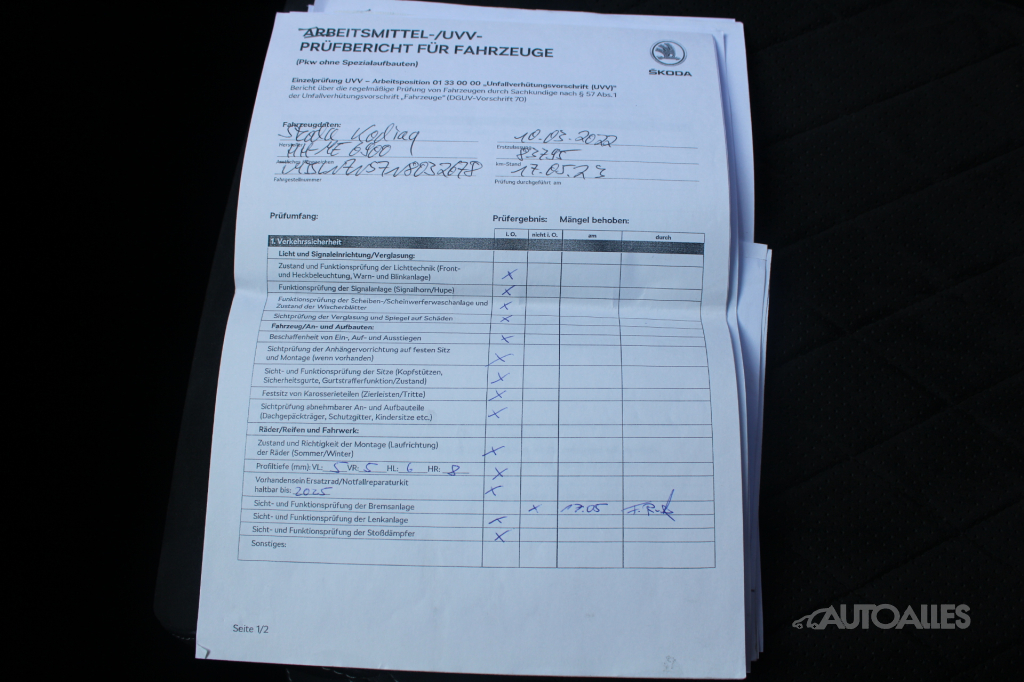 ARBEITSMITTEL-/UVV-
PRÜFBERICHT FÜR FAHRZEUGE
(Pkw ohne Spezialaufbauten)
ŠKODA
Einzelprüfung UVV – Arbeitsposition 01 33 00 00 „Unfallverhütungsvorschrift (UVV)"
Bericht über die regelmäßige Prüfung von Fahrzeugen durch Sachkundige nach § 57 Abs.1
der Unfallverhütungsvorschrift „Fahrzeuge" (DGUV-Vorschrift 70)
Fahrzeugdaten:
Skoda Kodiaq 10.03.2022
6900 83795
Km-Stand
17.05.23
Fahrgestellnummer Prüfung durchgeführt am
Prüfumfang: Prüfergebnis: Mängel behoben:
i. O. nicht i. O. am durch
1. Verkehrssicherheit
Licht und Signaleinrichtung/Verglasung:
Zustand und Funktionsprüfung der Lichttechnik (Front-
und Heckbeleuchtung, Warn- und Blinkanlage) x
Funktionsprüfung der Signalanlage (Signalhorn/Hupe) x
Funktionsprüfung der Scheiben-/Scheinwerferwaschanlage und
Zustand der Wischerblätter x
Sichtprüfung der Verglasung und Spiegel auf Schäden x
Fahrzeug/An- und Aufbauten:
Beschaffenheit von Ein-, Auf- und Ausstiegen x
Sichtprüfung der Anhängervorrichtung auf festen Sitz
und Montage (wenn vorhanden) x
Sicht- und Funktionsprüfung der Sitze (Kopfstützen,
Sicherheitsgurte, Gurtstrafferfunktion/Zustand) x
Festsitz von Karosserieteilen (Zierleisten/Tritte) x
Sichtprüfung abnehmbarer An- und Aufbauteile
(Dachgepäckträger, Schutzgitter, Kindersitze etc.) x
Räder/Reifen und Fahrwerk:
Zustand und Richtigkeit der Montage (Laufrichtung)
der Räder (Sommer/Winter) x
Profiltiefe (mm): VL: 5 VR: 5 HL: 6 HR: 8 x
Vorhandensein Ersatzrad/Notfallreparaturkit
haltbar bis: 2025 x
Sicht- und Funktionsprüfung der Bremsanlage x 17.05
Sicht- und Funktionsprüfung der Lenkanlage x
Sicht- und Funktionsprüfung der Stoßdämpfer x
Sonstiges:
Seite 1/2
AUTOALLES